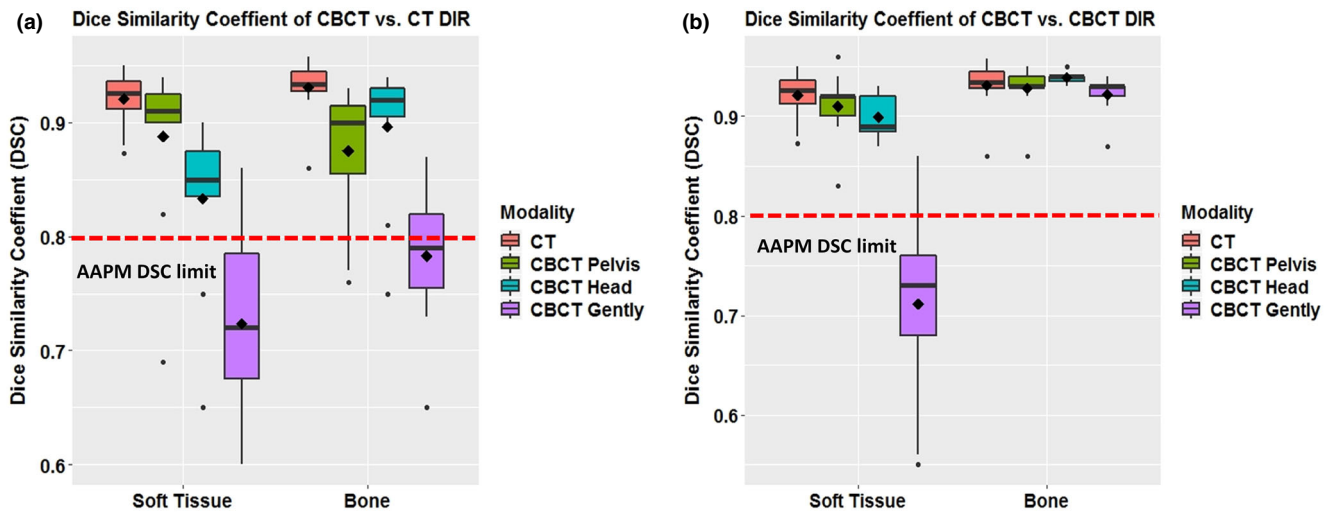 (a)
Dice Similarity Coeffient of CBCT vs. CT DIR
Dice Similarity Coeffient (DSC)
0.9
0.8
0.7
0.6
AAPM DSC limit
Soft Tissue
Bone
Modality
CT
CBCT Pelvis
CBCT Head
CBCT Gently
(b)
Dice Similarity Coeffient of CBCT vs. CBCT DIR
Dice Similarity Coeffient (DSC)
0.9
0.8
0.7
0.6
AAPM DSC limit
Soft Tissue
Bone
Modality
CT
CBCT Pelvis
CBCT Head
CBCT Gently